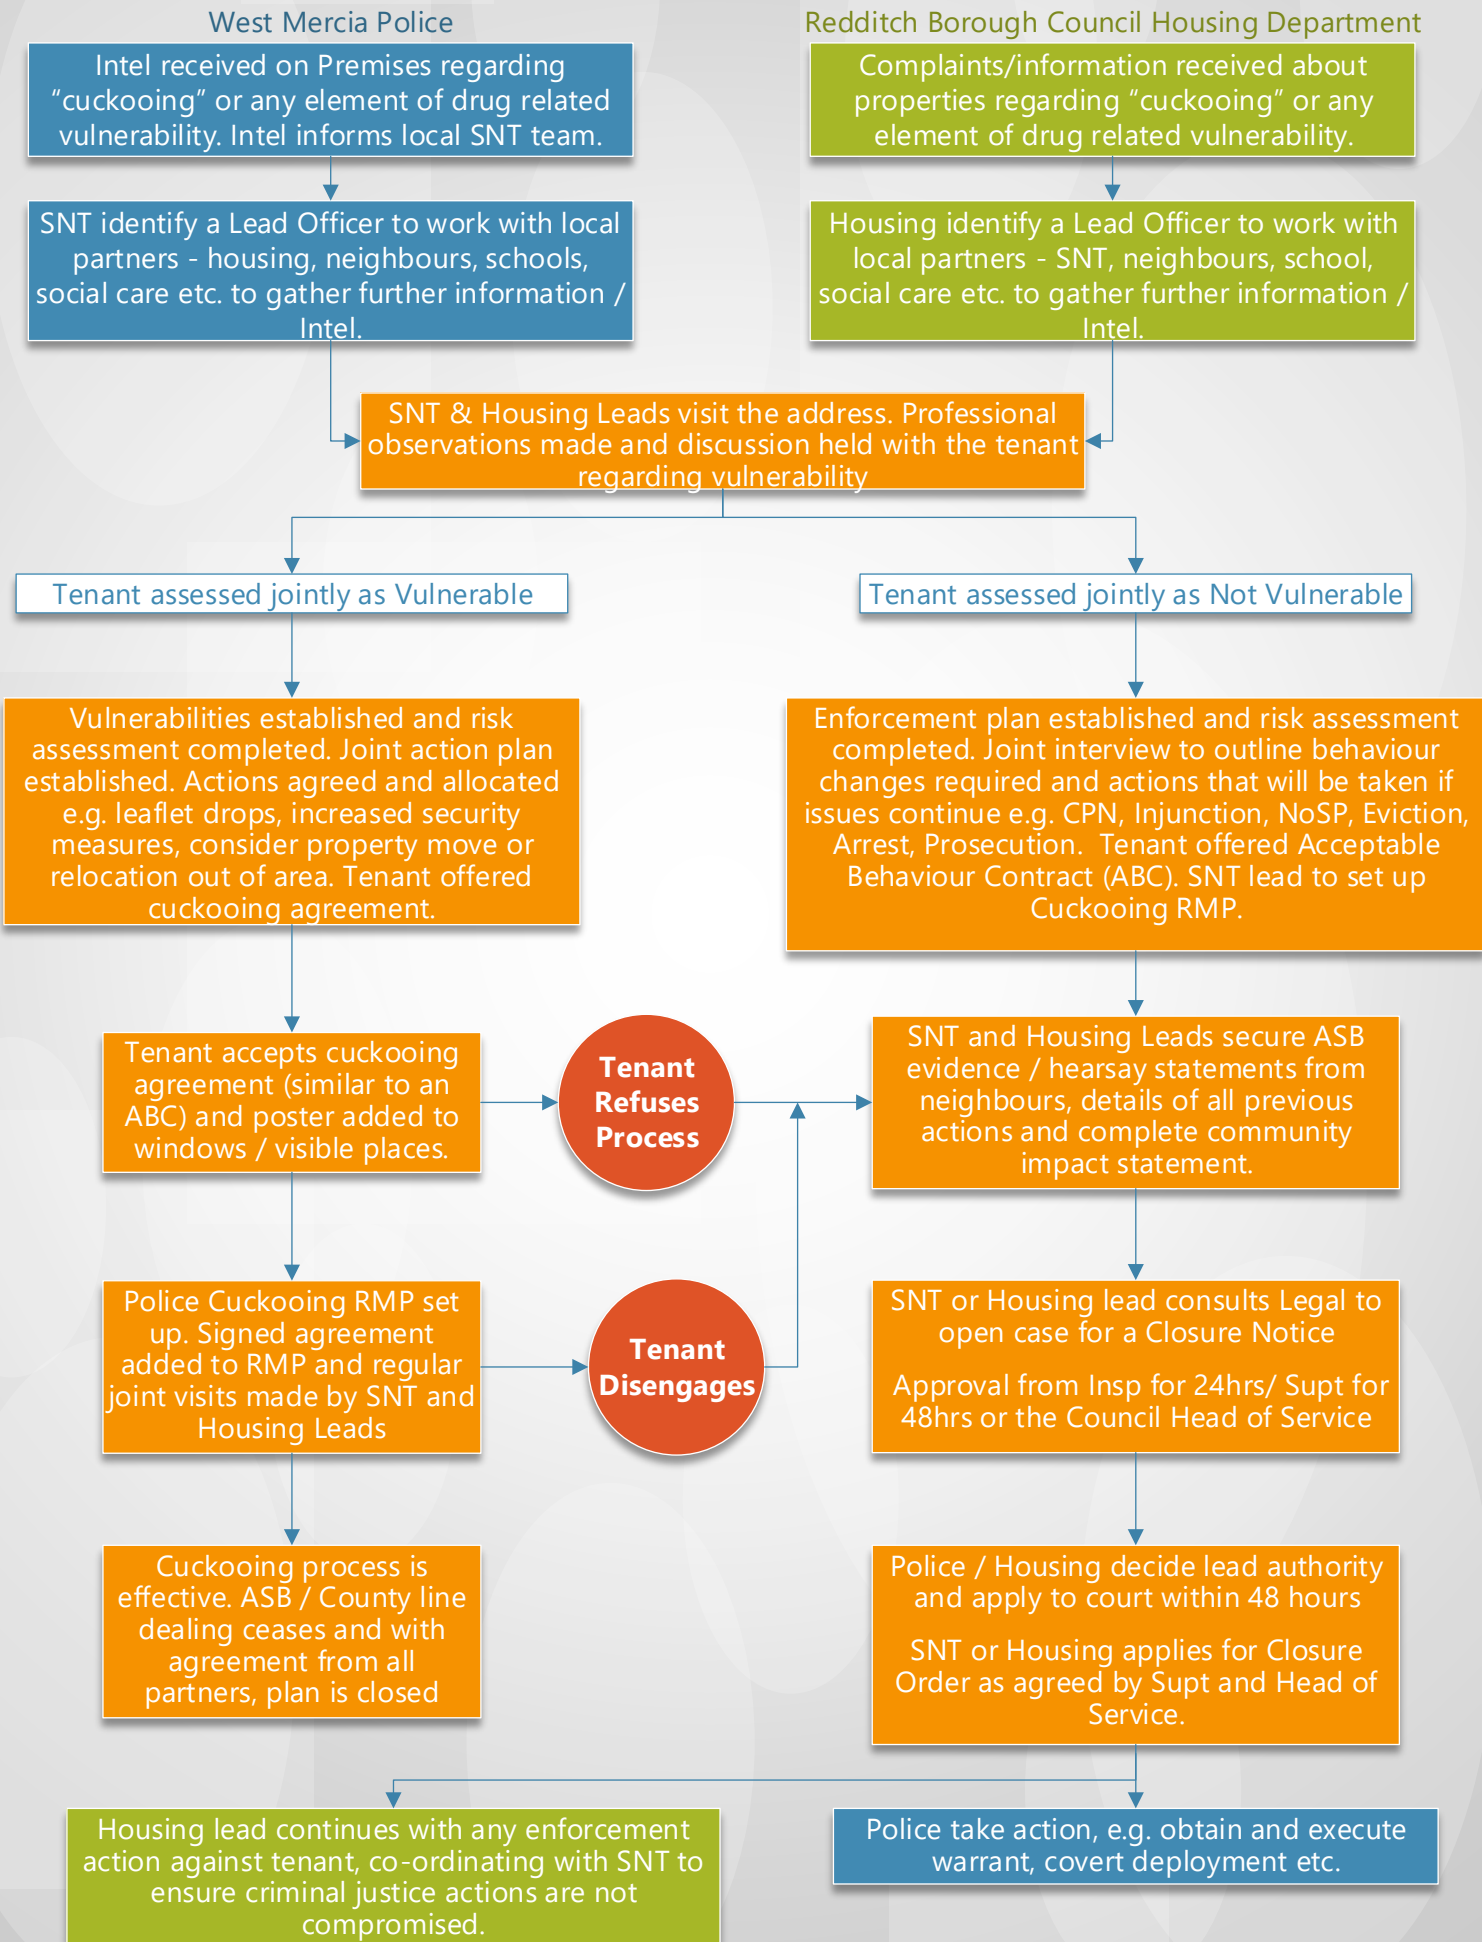 West Mercia Police
Redditch Borough Council Housing Department
Intel received on Premises regarding
“cuckooing” or any element of drug related
vulnerability. Intel informs local SNT team.
Complaints/information received about
properties regarding “cuckooing” or any
element of drug related vulnerability.
SNT identify a Lead Officer to work with local
partners - housing, neighbours, schools,
social care etc. to gather further information /
Intel.
Housing identify a Lead Officer to work with
local partners - SNT, neighbours, school,
social care etc. to gather further information /
Intel.
SNT & Housing Leads visit the address. Professional
observations made and discussion held with the tenant
regarding vulnerability
Tenant assessed jointly as Vulnerable
Tenant assessed jointly as Not Vulnerable
Vulnerabilities established and risk
assessment completed. Joint action plan
established. Actions agreed and allocated
e.g. leaflet drops, increased security
measures, consider property move or
relocation out of area. Tenant offered
cuckooing agreement.
Enforcement plan established and risk assessment
completed. Joint interview to outline behaviour
changes required and actions that will be taken if
issues continue e.g. CPN, Injunction, NoSP, Eviction,
Arrest, Prosecution. Tenant offered Acceptable
Behaviour Contract (ABC). SNT lead to set up
Cuckooing RMP.
Tenant accepts cuckooing
agreement (similar to an
ABC) and poster added to
windows / visible places.
Tenant
Refuses
Process
SNT and Housing Leads secure ASB
evidence / hearsay statements from
neighbours, details of all previous
actions and complete community
impact statement.
Police Cuckooing RMP set
up. Signed agreement
added to RMP and regular
joint visits made by SNT and
Housing Leads
Tenant
Disengages
SNT or Housing lead consults Legal to
open case for a Closure Notice
Approval from Insp for 24hrs/ Supt for
48hrs or the Council Head of Service
Cuckooing process is
effective. ASB / County line
dealing ceases and with
agreement from all
partners, plan is closed
Police / Housing decide lead authority
and apply to court within 48 hours
SNT or Housing applies for Closure
Order as agreed by Supt and Head of
Service.
Housing lead continues with any enforcement
action against tenant, co-ordinating with SNT to
ensure criminal justice actions are not
compromised.
Police take action, e.g. obtain and execute
warrant, covert deployment etc.